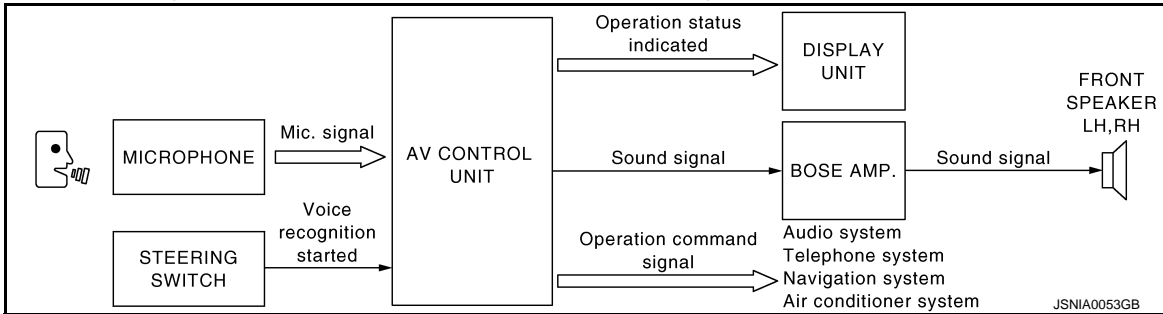 MICROPHONE
Mic. signal
STEERING
SWITCH
Voice
recognition
started
AV CONTROL
UNIT
Operation status
indicated
DISPLAY
UNIT
Sound signal
BOSE AMP.
Sound signal
FRONT
SPEAKER
LH,RH
Operation command
signal
Audio system
Telephone system
Navigation system
Air conditioner system
JSNIA0053GB